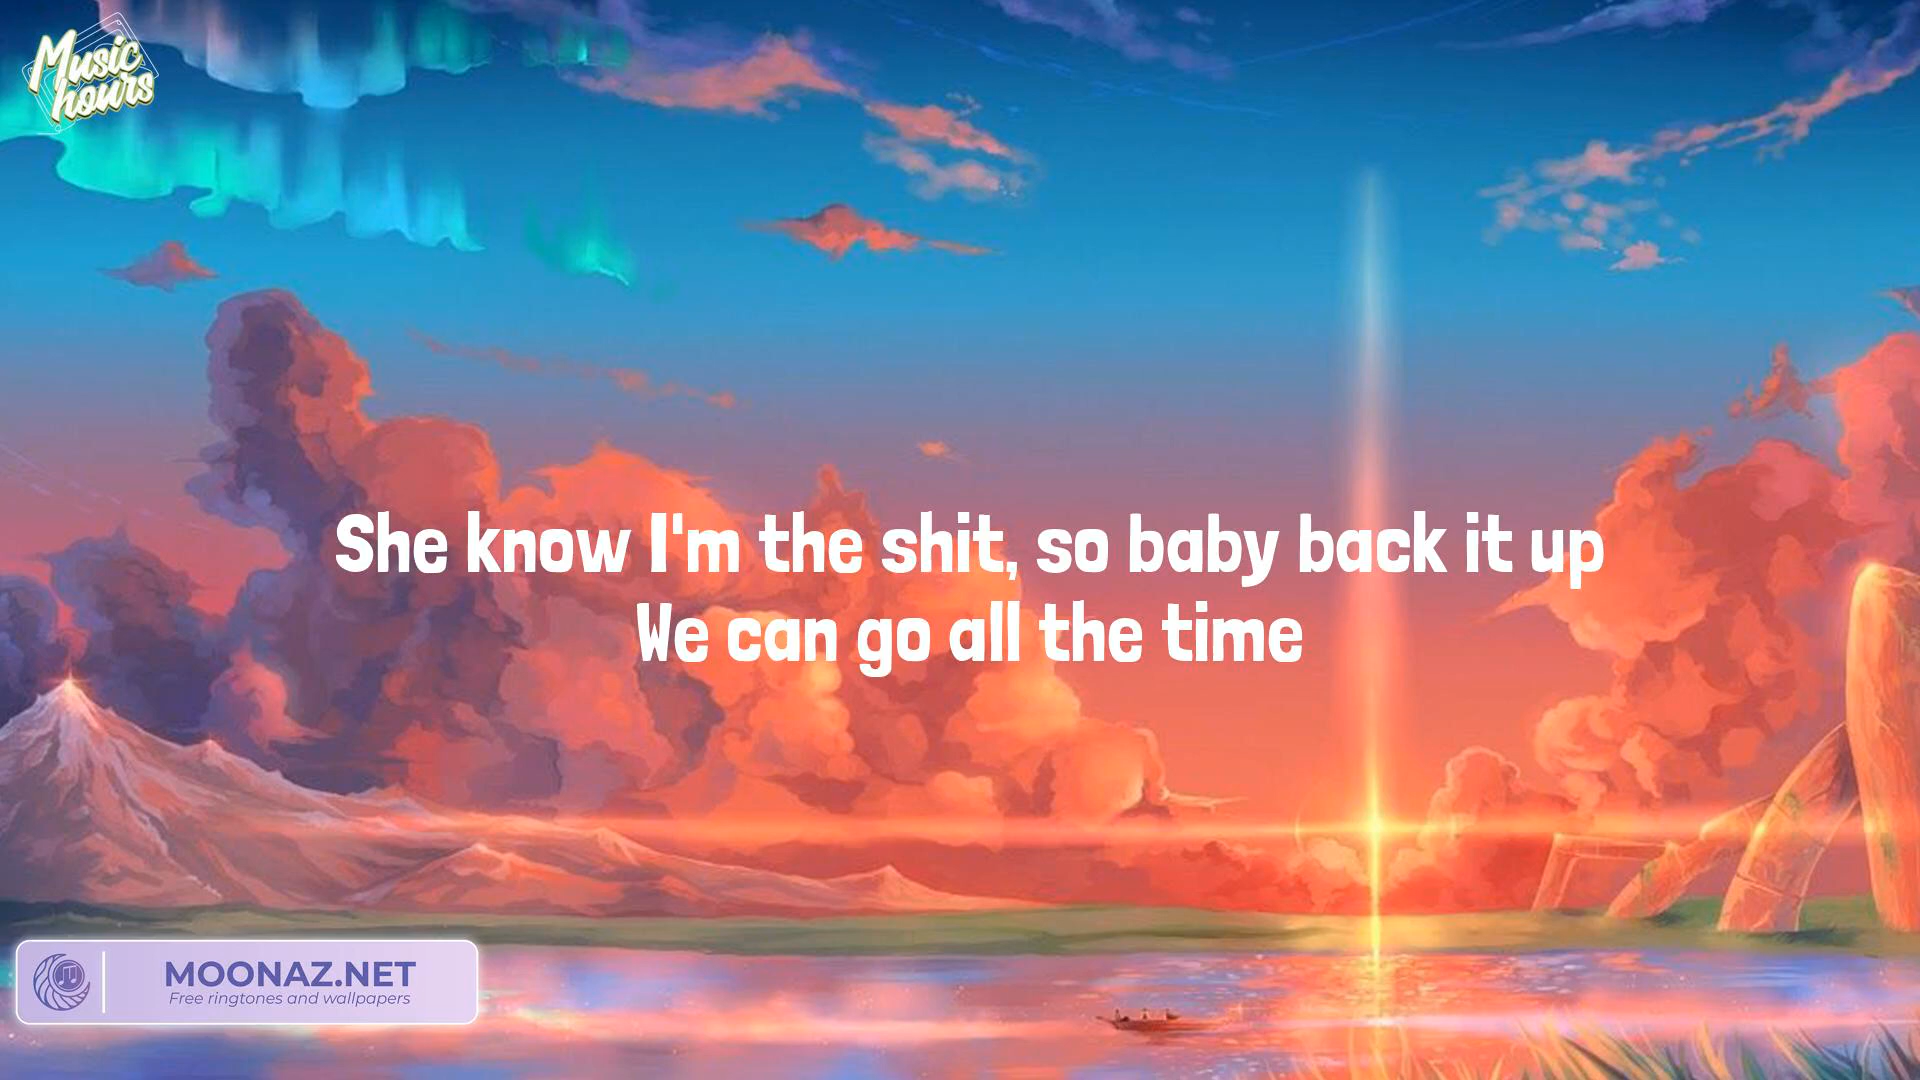 Music
hours
She know I'm the shit, so baby back it up
We can go all the time
MOONAZ.NET
Free ringtones and wallpapers